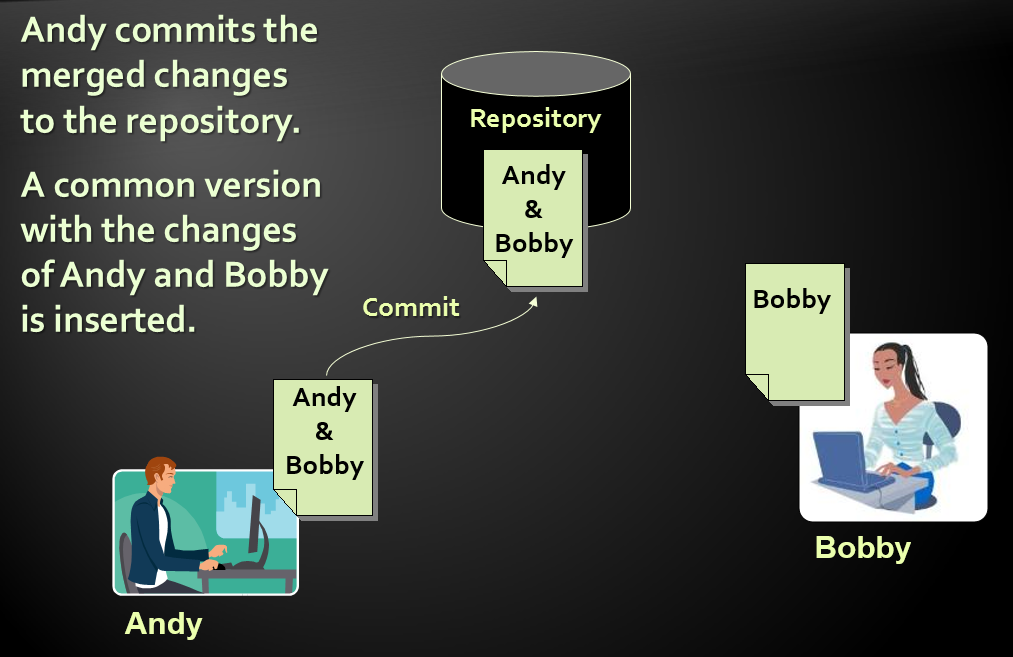 Andy commits the
merged changes
to the repository.
A common version
with the changes
of Andy and Bobby
is inserted.
Repository
Andy
&
Bobby
Commit
Bobby
Andy
&
Bobby
Bobby
Andy